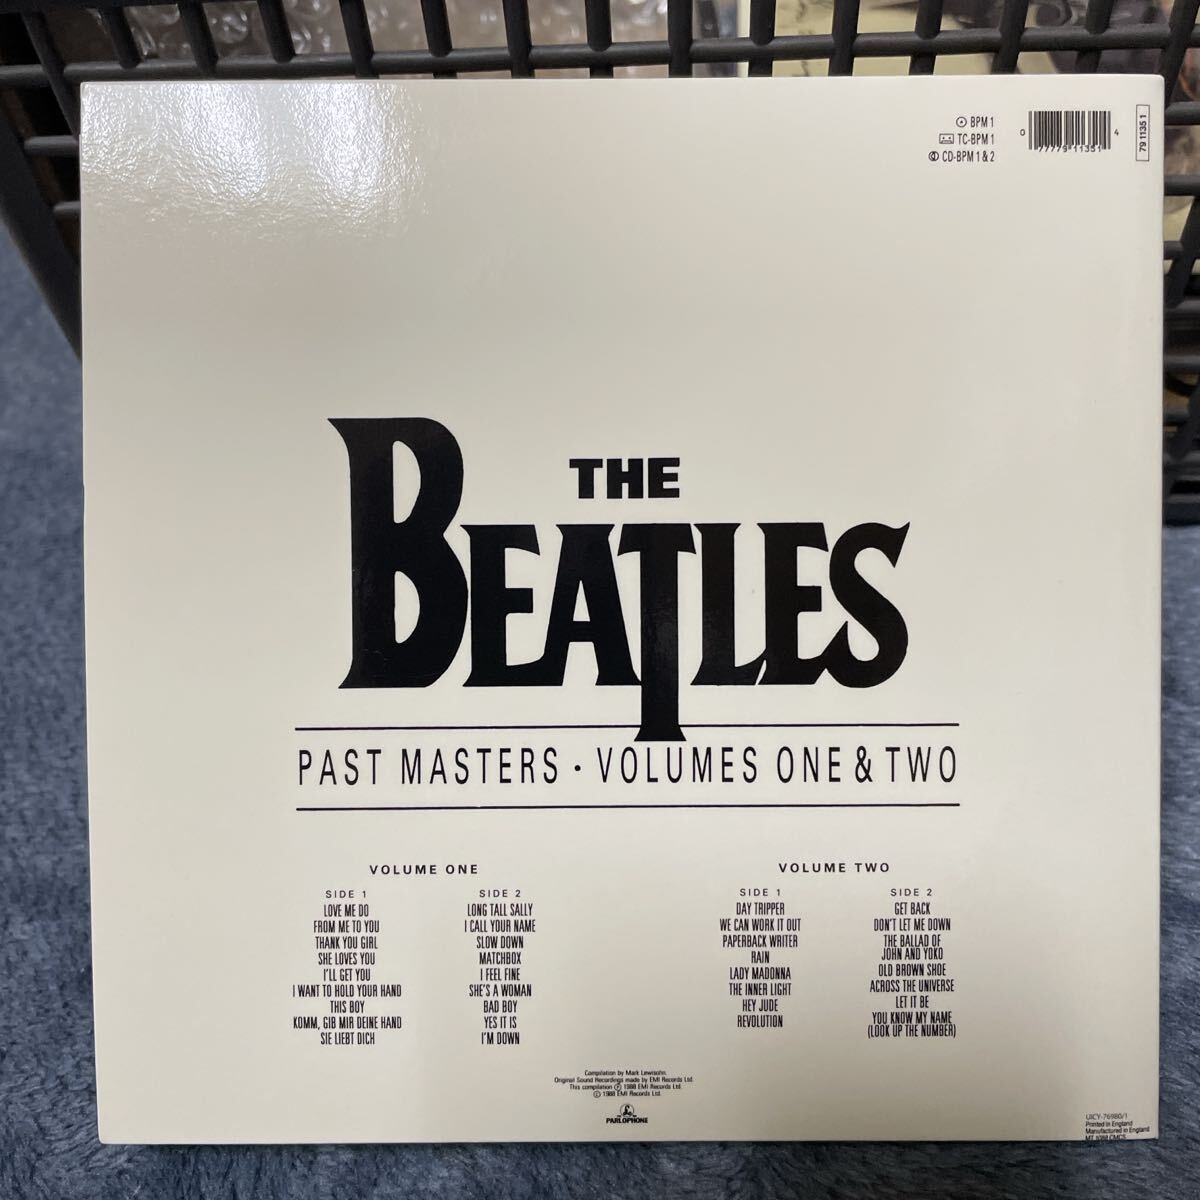 BPM 1
TC-BPM 1
CD-BPM 1 & 2
0 77779 11351 4
79 1135 1
THE
BEATLES
PAST MASTERS · VOLUMES ONE & TWO
VOLUME ONE
SIDE 1
LOVE ME DO
FROM ME TO YOU
THANK YOU GIRL
SHE LOVES YOU
I'LL GET YOU
I WANT TO HOLD YOUR HAND
THIS BOY
KOMM, GIB MIR DEINE HAND
SIE LIEBT DICH
SIDE 2
LONG TALL SALLY
I CALL YOUR NAME
SLOW DOWN
MATCHBOX
I FEEL FINE
SHE'S A WOMAN
BAD BOY
YES IT IS
I'M DOWN
VOLUME TWO
SIDE 1
DAY TRIPPER
WE CAN WORK IT OUT
PAPERBACK WRITER
RAIN
LADY MADONNA
THE INNER LIGHT
HEY JUDE
REVOLUTION
SIDE 2
GET BACK
DON'T LET ME DOWN
THE BALLAD OF
JOHN AND YOKO
OLD BROWN SHOE
ACROSS THE UNIVERSE
LET IT BE
YOU KNOW MY NAME
(LOOK UP THE NUMBER)
Compilation by Mark Lewisohn.
Original Sound Recordings made by EMI Records Ltd.
This compilation ℗ 1988 EMI Records Ltd.
© 1988 EMI Records Ltd.
PARLOPHONE
UICY-76980/1
Printed in England
Manufactured in England
MT 1088 CMCS